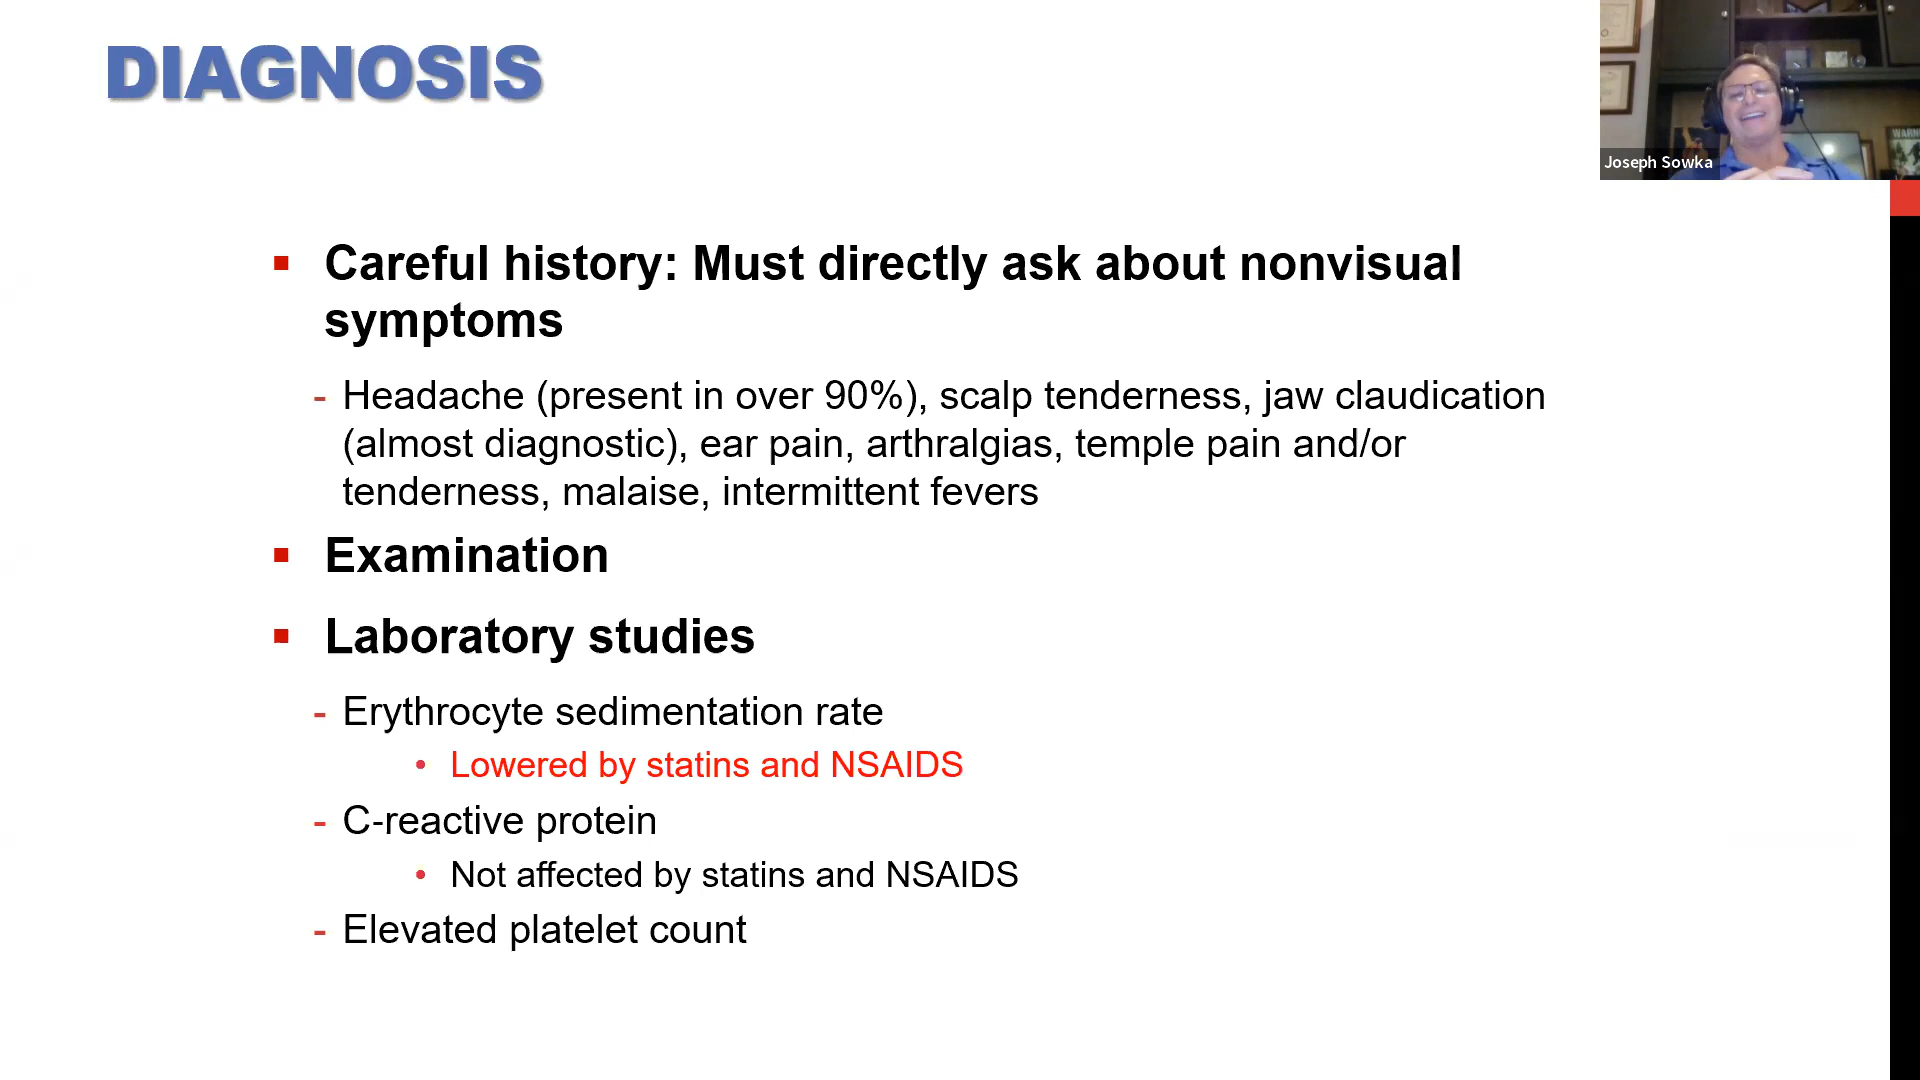 DIAGNOSIS
Joseph Sowka
WARN
▪ Careful history: Must directly ask about nonvisual
symptoms
- Headache (present in over 90%), scalp tenderness, jaw claudication
(almost diagnostic), ear pain, arthralgias, temple pain and/or
tenderness, malaise, intermittent fevers
▪ Examination
▪ Laboratory studies
- Erythrocyte sedimentation rate
• Lowered by statins and NSAIDS
- C-reactive protein
• Not affected by statins and NSAIDS
- Elevated platelet count